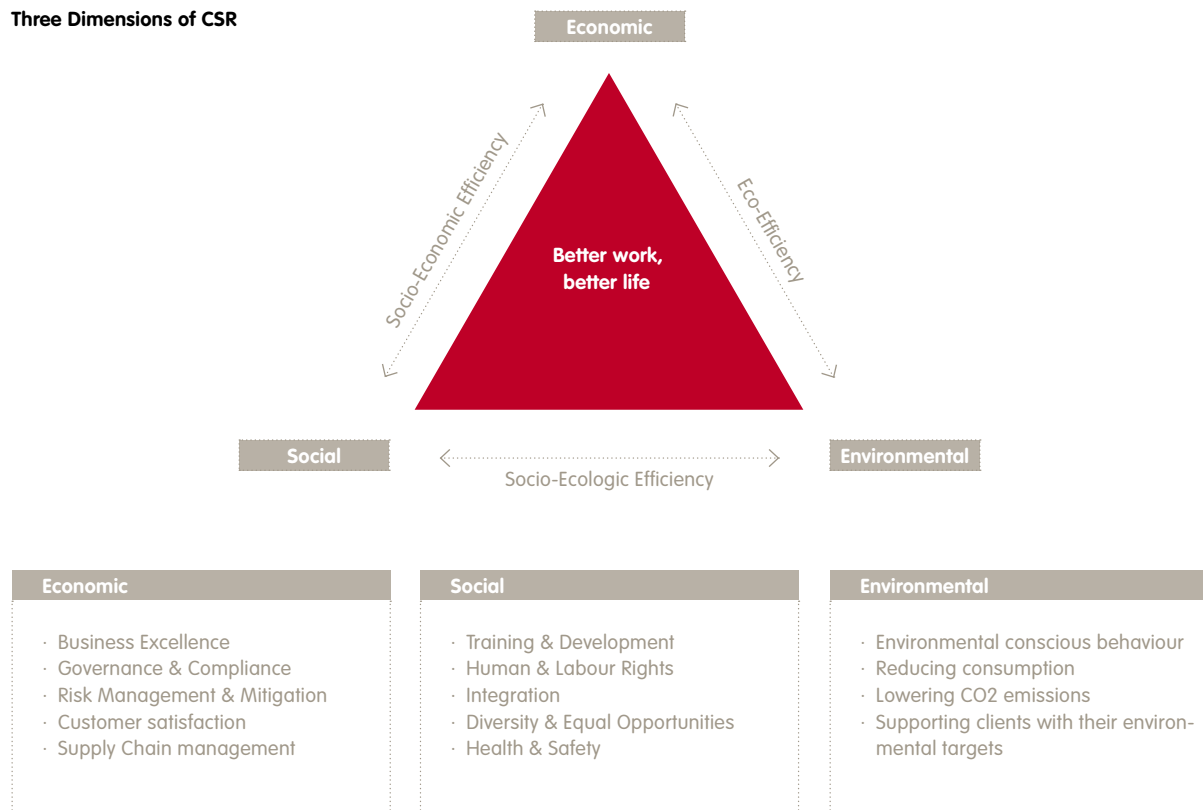 Three Dimensions of CSR
Economic
Socio-Economic Efficiency
Eco-Efficiency
Better work,
better life
Social
Environmental
Socio-Ecologic Efficiency
Economic
· Business Excellence
· Governance & Compliance
· Risk Management & Mitigation
· Customer satisfaction
· Supply Chain management
Social
· Training & Development
· Human & Labour Rights
· Integration
· Diversity & Equal Opportunities
· Health & Safety
Environmental
· Environmental conscious behaviour
· Reducing consumption
· Lowering CO2 emissions
· Supporting clients with their environ-
mental targets